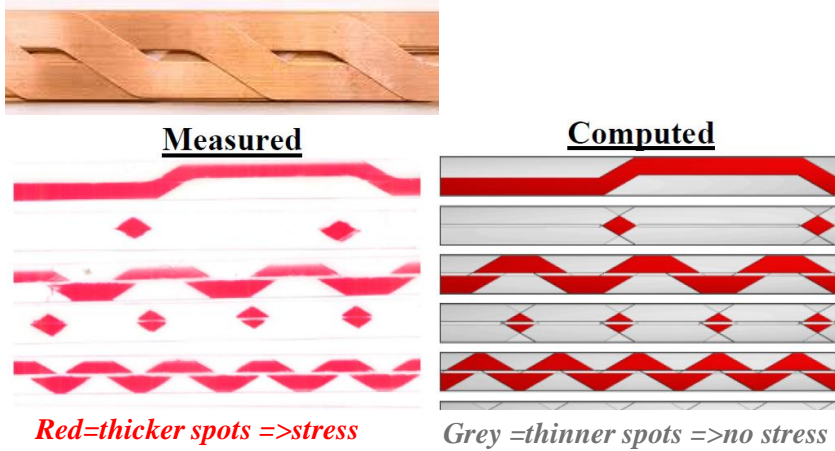 Measured
Computed
Red=thicker spots =>stress
Grey =thinner spots =>no stress